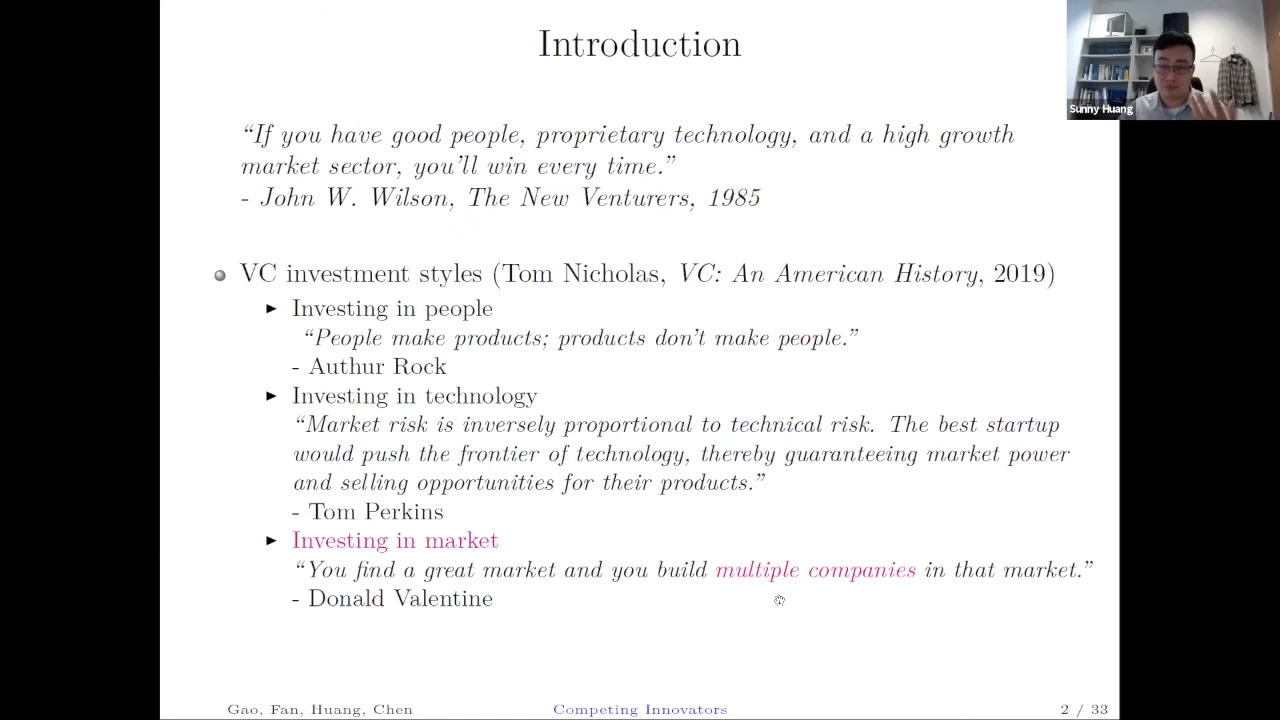 Introduction
Sunny Huang
“If you have good people, proprietary technology, and a high growth
market sector, you’ll win every time.”
- John W. Wilson, The New Venturers, 1985
VC investment styles (Tom Nicholas, VC: An American History, 2019)
Investing in people
“People make products; products don’t make people.”
- Authur Rock
Investing in technology
“Market risk is inversely proportional to technical risk. The best startup
would push the frontier of technology, thereby guaranteeing market power
and selling opportunities for their products.”
- Tom Perkins
Investing in market
“You find a great market and you build multiple companies in that market.”
- Donald Valentine
Gao, Fan, Huang, Chen
Competing Innovators
2 / 33